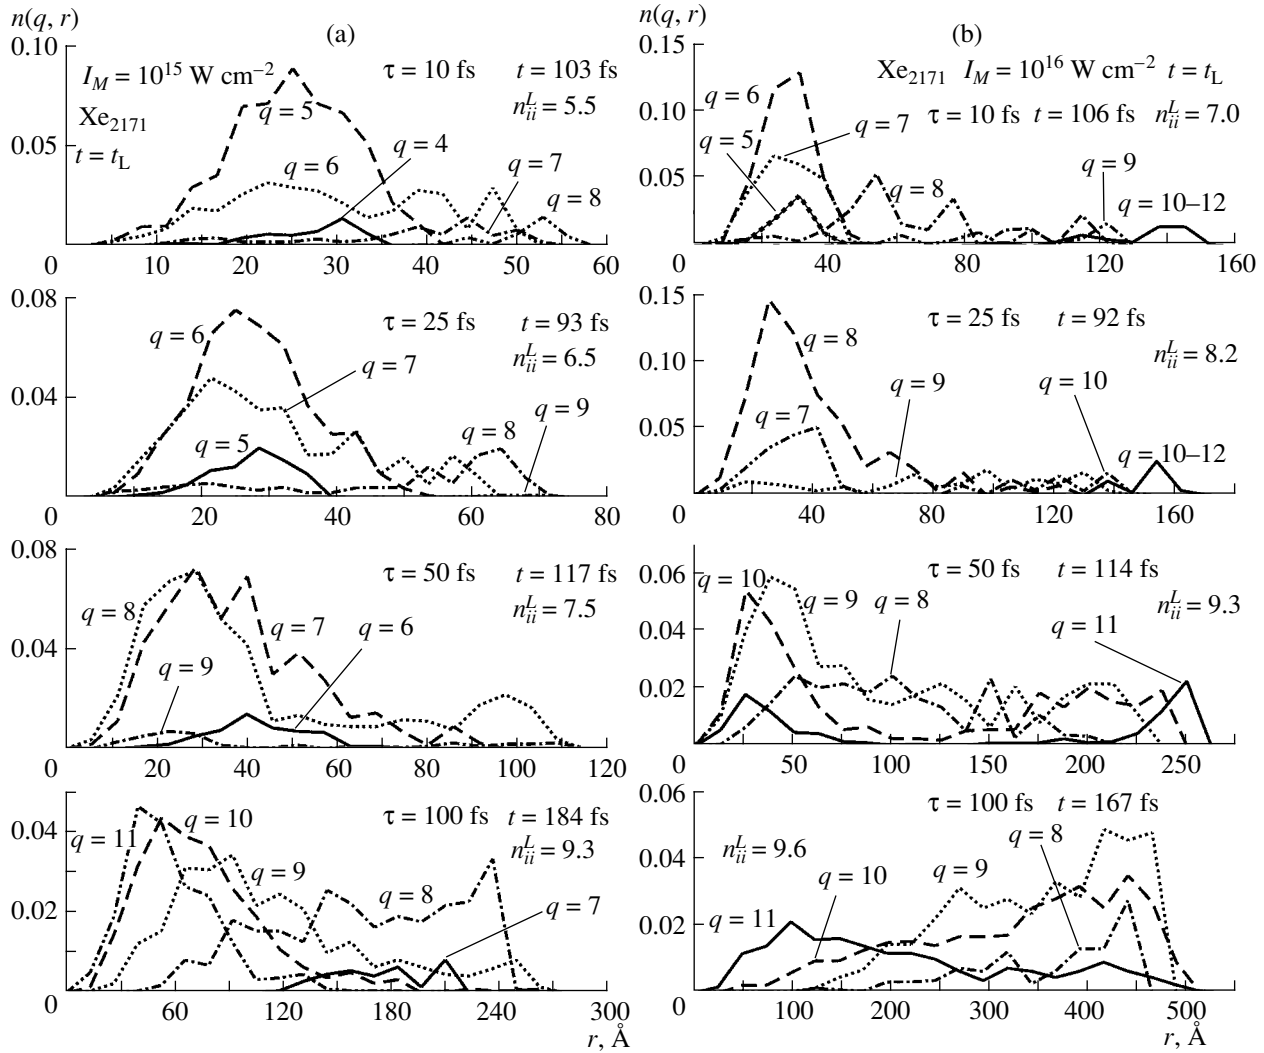 n(q, r)
(a)
0.10
I_M = 10^15 W cm^−2
τ = 10 fs t = 103 fs
q = 5
n_ii^L = 5.5
Xe_2171
0.05
t = t_L
q = 4
q = 6
q = 7
q = 8
0 10 20 30 40 50 60
0.08
τ = 25 fs t = 93 fs
q = 6
n_ii^L = 6.5
q = 7
0.04
q = 9
q = 5
q = 8
0 20 40 60 80
0.08
τ = 50 fs t = 117 fs
q = 8
n_ii^L = 7.5
q = 7 q = 6
0.04
q = 9
0 20 40 60 80 100 120
τ = 100 fs t = 184 fs
0.04
q = 11
q = 10
n_ii^L = 9.3
q = 9
q = 8
q = 7
0.02
0 60 120 180 240 300
r, Å
n(q, r)
(b)
0.15
Xe_2171 I_M = 10^16 W cm^−2 t = t_L
q = 6
0.10
τ = 10 fs t = 106 fs n_ii^L = 7.0
q = 7
q = 5
q = 9
0.05
q = 8
q = 10–12
0 40 80 120 160
0.15
τ = 25 fs t = 92 fs
q = 8
n_ii^L = 8.2
0.10
q = 9 q = 10
q = 7
0.05
q = 10–12
0 40 80 120 160
0.06
τ = 50 fs t = 114 fs
q = 10
q = 9 q = 8
n_ii^L = 9.3
0.04
q = 11
0.02
0 50 100 150 200 250
0.06
τ = 100 fs t = 167 fs
q = 8
n_ii^L = 9.6
0.04
q = 10
q = 9
0.02
q = 11
0 100 200 300 400 500
r, Å